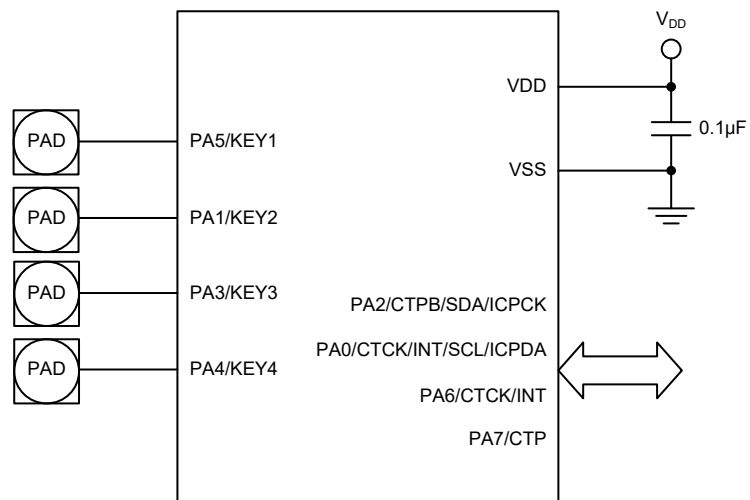 V_DD
VDD
0.1µF
PAD
PA5/KEY1
VSS
PAD
PA1/KEY2
PAD
PA3/KEY3
PA2/CTPB/SDA/ICPCK
PA0/CTCK/INT/SCL/ICPDA
PAD
PA4/KEY4
PA6/CTCK/INT
PA7/CTP